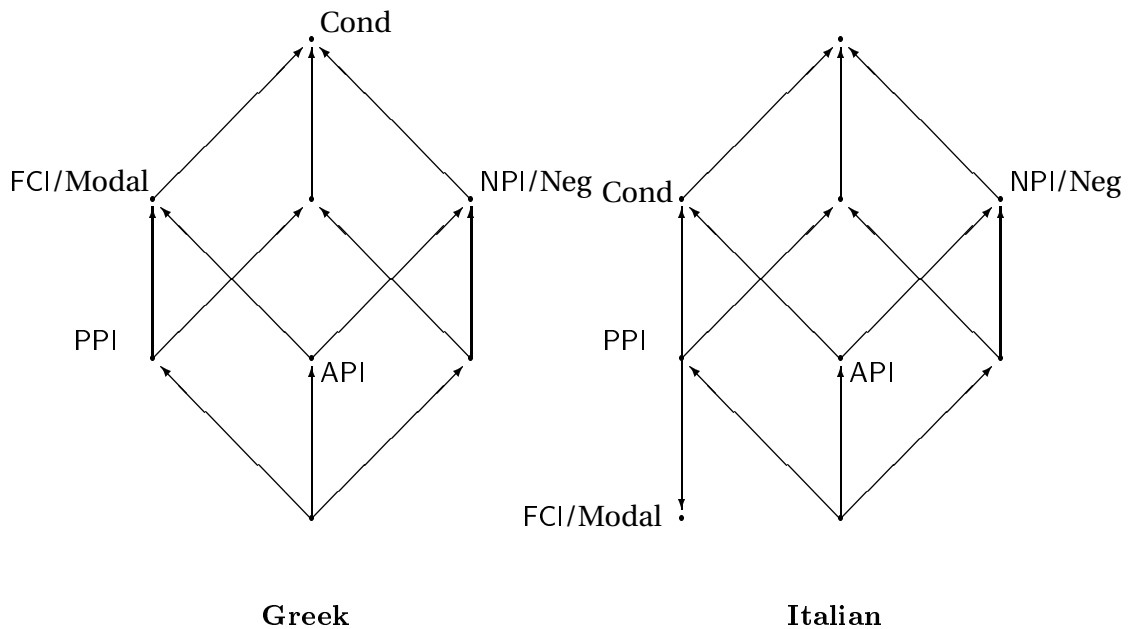 Cond
FCI/Modal
NPI/Neg
Cond
NPI/Neg
PPI
API
PPI
API
FCI/Modal
Greek
Italian